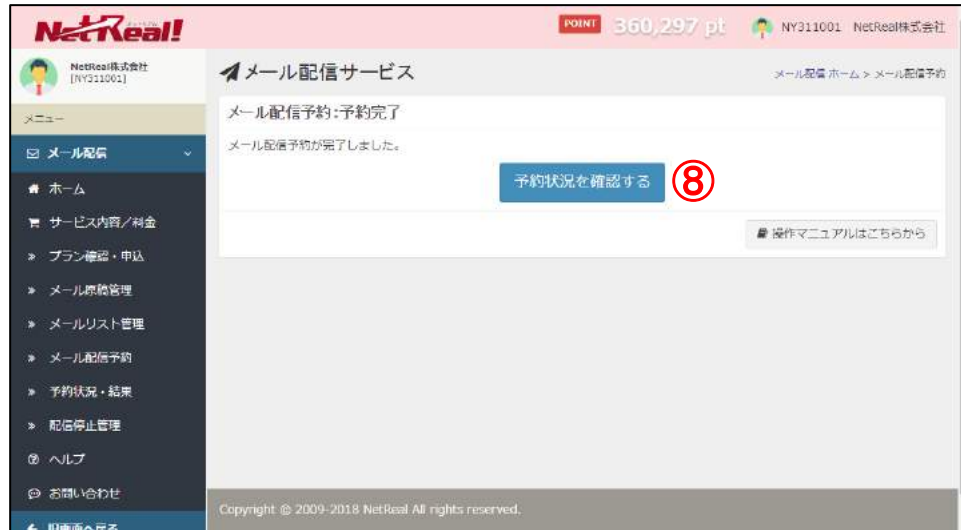 NetReal!
POINT 360,297 pt NY311001 NetReal株式会社
NetReal株式会社
[NY311001]
メール配信サービス
メール配信 ホーム > メール配信予約
メニュー
メール配信
ホーム
サービス内容/料金
» プラン確認・申込
» メール原稿管理
» メールリスト管理
» メール配信予約
» 予約状況・結果
» 配信停止管理
ヘルプ
お問い合わせ
旧画面へ戻る
メール配信予約:予約完了
メール配信予約が完了しました。
予約状況を確認する ⑧
操作マニュアルはこちらから
Copyright © 2009-2018 NetReal All rights reserved.